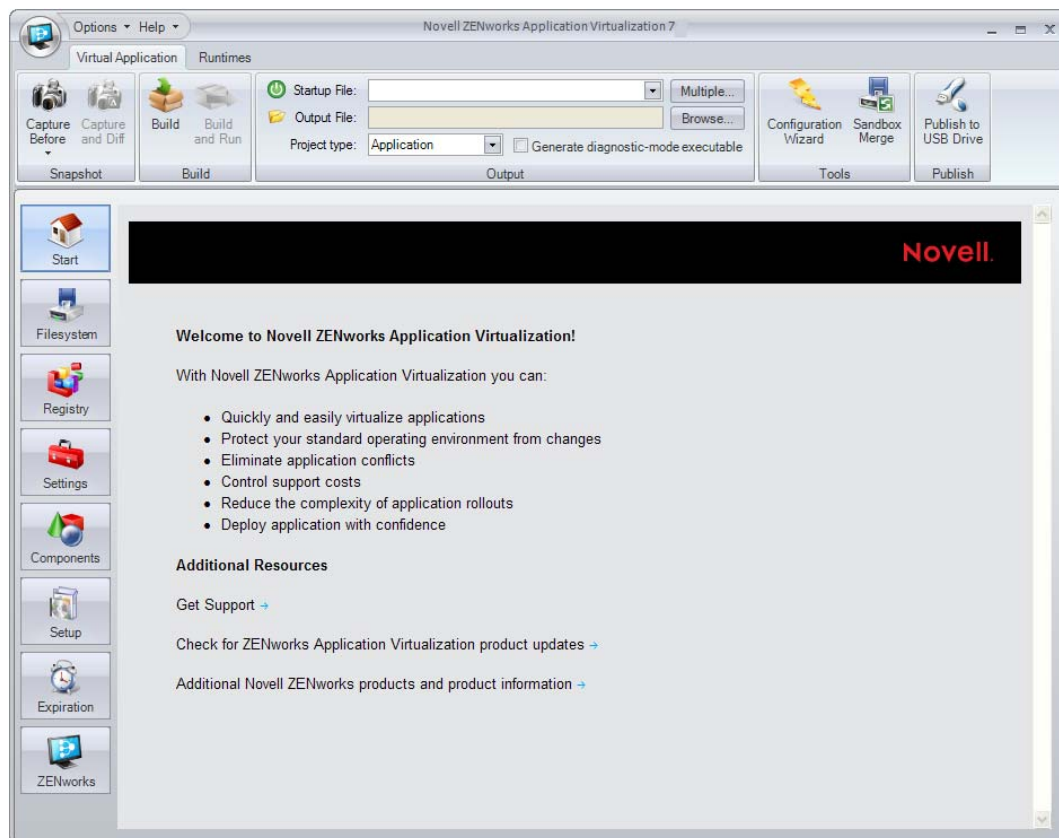 Options Help
Novell ZENworks Application Virtualization 7
Virtual Application Runtimes
Capture Before
Capture and Diff
Snapshot
Build
Build and Run
Build
Startup File:
Multiple...
Output File:
Browse...
Project type: Application
Generate diagnostic-mode executable
Output
Configuration Wizard
Sandbox Merge
Tools
Publish to USB Drive
Publish
Start
Filesystem
Registry
Settings
Components
Setup
Expiration
ZENworks
Novell.
Welcome to Novell ZENworks Application Virtualization!
With Novell ZENworks Application Virtualization you can:
• Quickly and easily virtualize applications
• Protect your standard operating environment from changes
• Eliminate application conflicts
• Control support costs
• Reduce the complexity of application rollouts
• Deploy application with confidence
Additional Resources
Get Support →
Check for ZENworks Application Virtualization product updates →
Additional Novell ZENworks products and product information →